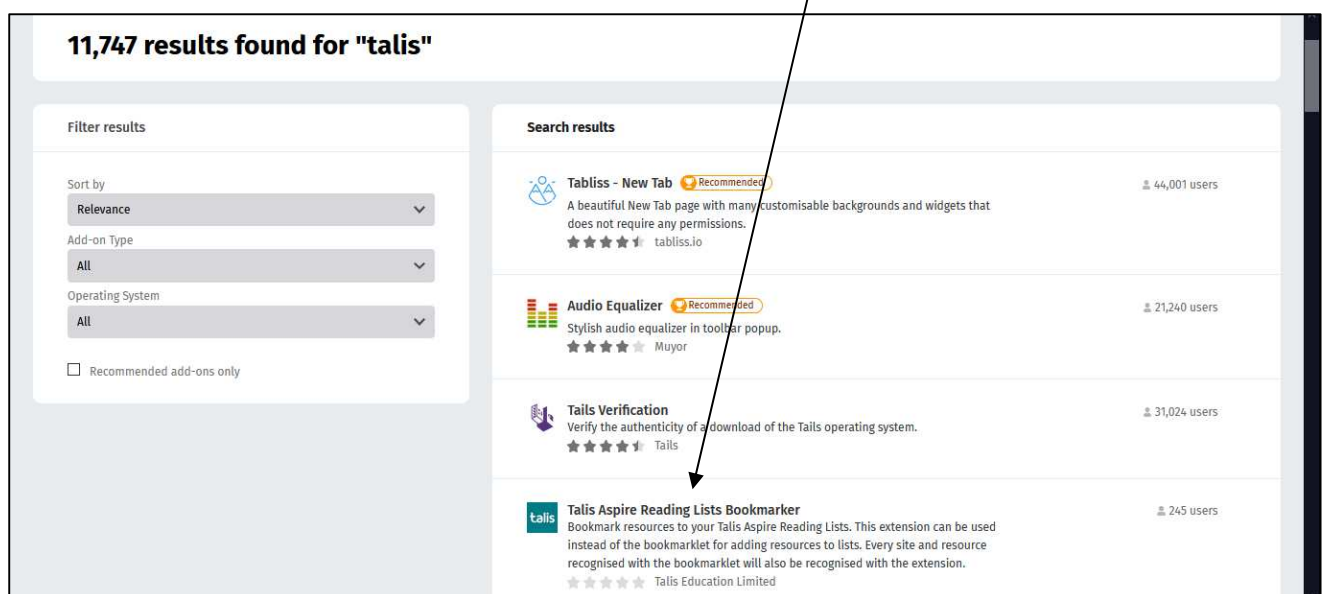 11,747 results found for "talis"
Filter results
Sort by
Relevance
Add-on Type
All
Operating System
All
Recommended add-ons only
Search results
Tabliss - New Tab Recommended
44,001 users
A beautiful New Tab page with many customisable backgrounds and widgets that
does not require any permissions.
tabliss.io
Audio Equalizer Recommended
21,240 users
Stylish audio equalizer in toolbar popup.
Muyor
Tails Verification
31,024 users
Verify the authenticity of a download of the Tails operating system.
Tails
talis
Talis Aspire Reading Lists Bookmarker
245 users
Bookmark resources to your Talis Aspire Reading Lists. This extension can be used
instead of the bookmarklet for adding resources to lists. Every site and resource
recognised with the bookmarklet will also be recognised with the extension.
Talis Education Limited